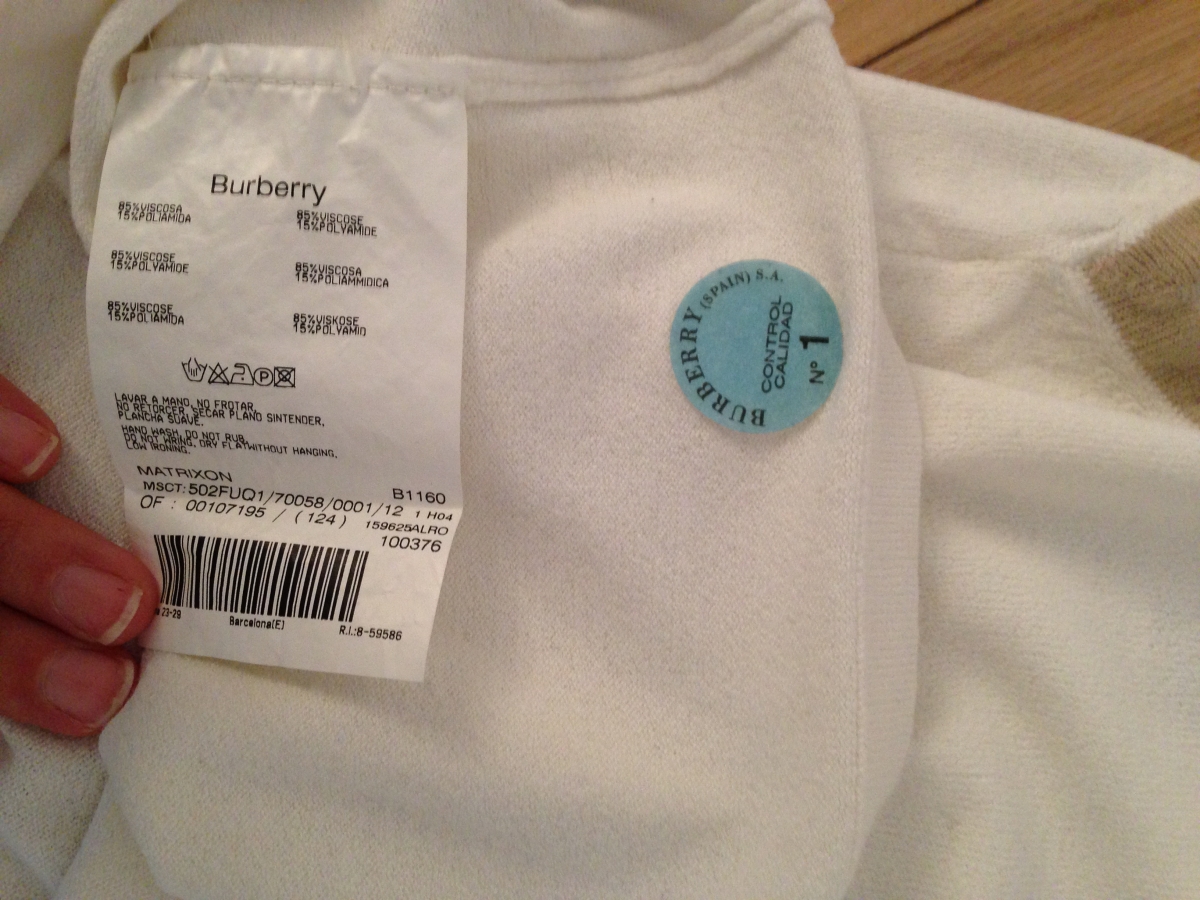 Burberry
85%VISCOSA
15%POLIAMIDA
85%VISCOSE
15%POLYAMIDE
85%VISCOSE
15%POLYAMIDE
85%VISCOSA
15%POLIAMMIDICA
85%VISCOSE
15%POLIAMIDA
85%VISKOSE
15%POLYAMID
P
LAVAR A MANO, NO FROTAR,
NO RETORCER, SECAR PLANO SINTENDER,
PLANCHA SUAVE.
HAND WASH, DO NOT RUB,
DO NOT WRING, DRY FLATWITHOUT HANGING,
LOW IRONING.
MATRIXON
B1160
MSCT: 502FUQ1/70058/0001/12 1 H04
OF : 00107195 / (124) 159625ALRO
100376
23-29
Barcelona(E)
R.I.:8-59586
BURBERRY (SPAIN) S.A.
CONTROL
CALIDAD
Nº 1